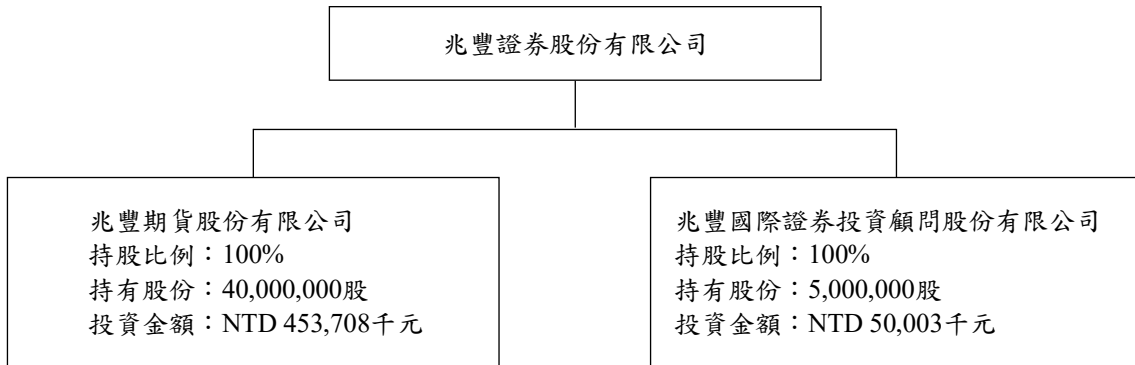 兆豐證券股份有限公司
兆豐期貨股份有限公司
持股比例：100%
持有股份：40,000,000股
投資金額：NTD 453,708千元
兆豐國際證券投資顧問股份有限公司
持股比例：100%
持有股份：5,000,000股
投資金額：NTD 50,003千元